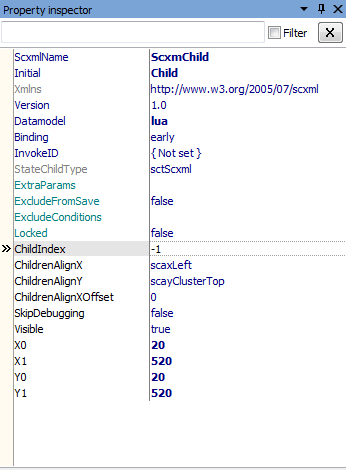 Property inspector
Filter
ScxmlName ScxmChild
Initial Child
Xmlns http://www.w3.org/2005/07/scxml
Version 1.0
Datamodel lua
Binding early
InvokeID { Not set }
StateChildType sctScxml
ExtraParams
ExcludeFromSave false
ExcludeConditions
Locked false
ChildIndex -1
ChildrenAlignX scaxLeft
ChildrenAlignY scayClusterTop
ChildrenAlignXOffset 0
SkipDebugging false
Visible true
X0 20
X1 520
Y0 20
Y1 520